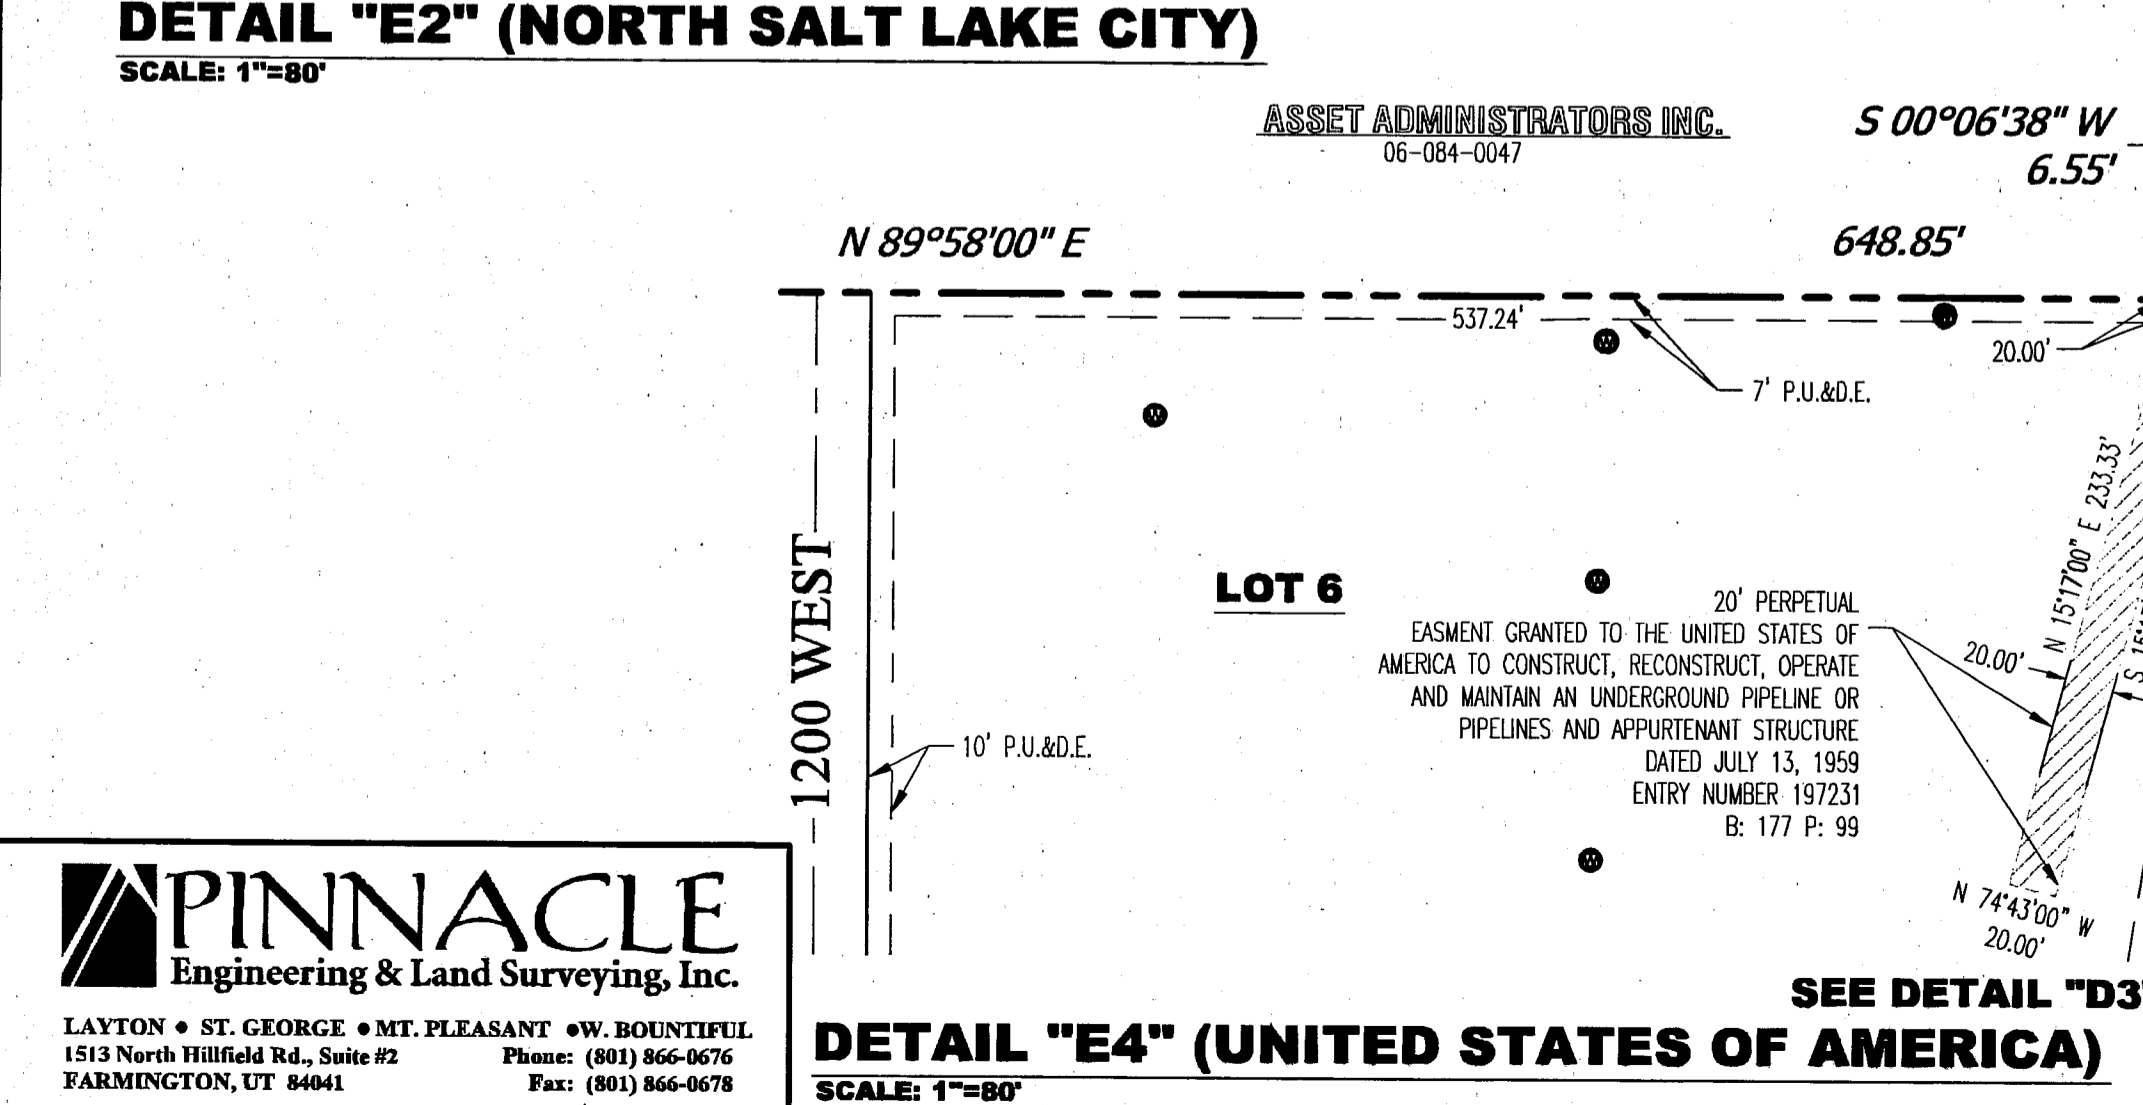 DETAIL "E2" (NORTH SALT LAKE CITY)
SCALE: 1"=80'
ASSET ADMINISTRATORS INC.
06-084-0047
S 00°06'38" W
6.55'
N 89°58'00" E
648.85'
537.24'
20.00'
7' P.U.&D.E.
1200 WEST
LOT 6
N 15°17'00" E 233.33'
20' PERPETUAL
EASMENT GRANTED TO THE UNITED STATES OF
AMERICA TO CONSTRUCT, RECONSTRUCT, OPERATE
AND MAINTAIN AN UNDERGROUND PIPELINE OR
PIPELINES AND APPURTENANT STRUCTURE
DATED JULY 13, 1959
ENTRY NUMBER 197231
B: 177 P: 99
20.00'
10' P.U.&D.E.
N 74°43'00" W
20.00'
SEE DETAIL "D3"
DETAIL "E4" (UNITED STATES OF AMERICA)
SCALE: 1"=80'
PINNACLE
Engineering & Land Surveying, Inc.
LAYTON • ST. GEORGE • MT. PLEASANT • W. BOUNTIFUL
1513 North Hillfield Rd., Suite #2 Phone: (801) 866-0676
FARMINGTON, UT 84041 Fax: (801) 866-0678